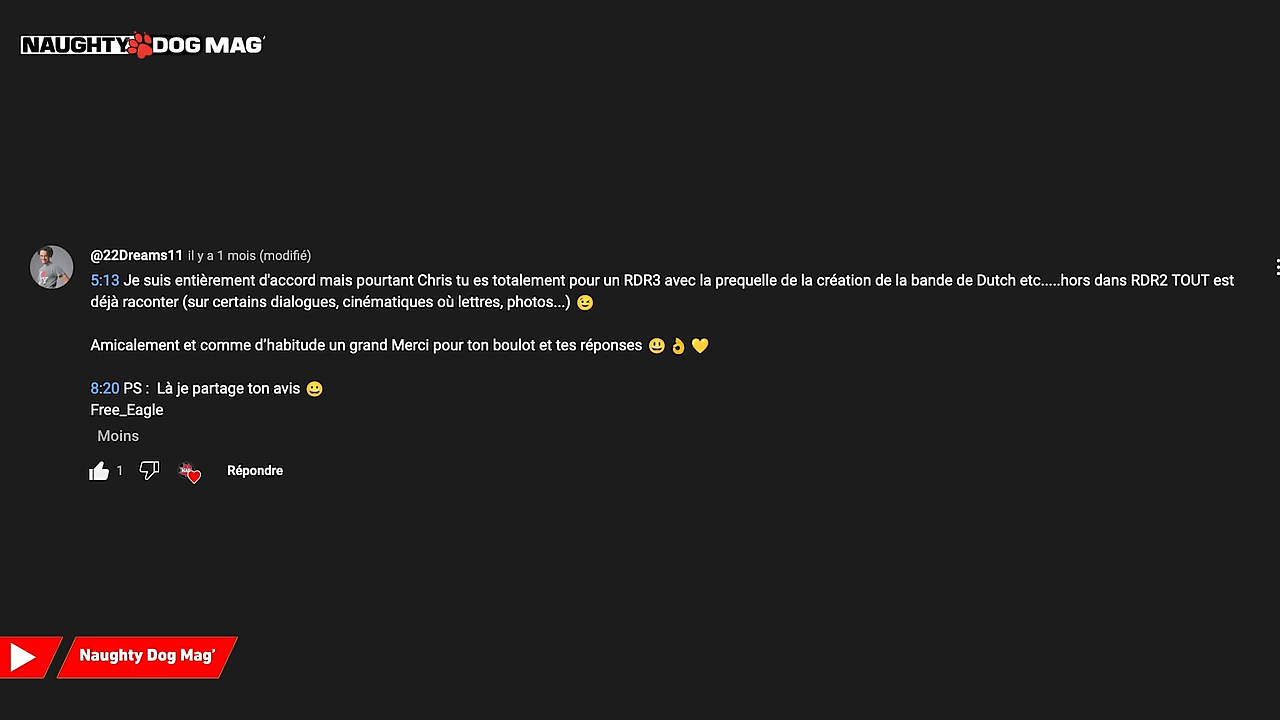 NAUGHTY DOG MAG'
@22Dreams11 il y a 1 mois (modifié)
5:13 Je suis entièrement d'accord mais pourtant Chris tu es totalement pour un RDR3 avec la prequelle de la création de la bande de Dutch etc.....hors dans RDR2 TOUT est
déjà raconter (sur certains dialogues, cinématiques où lettres, photos...) 😉
Amicalement et comme d'habitude un grand Merci pour ton boulot et tes réponses 😃 👌 💛
8:20 PS : Là je partage ton avis 😀
Free_Eagle
Moins
1
Répondre
Naughty Dog Mag'